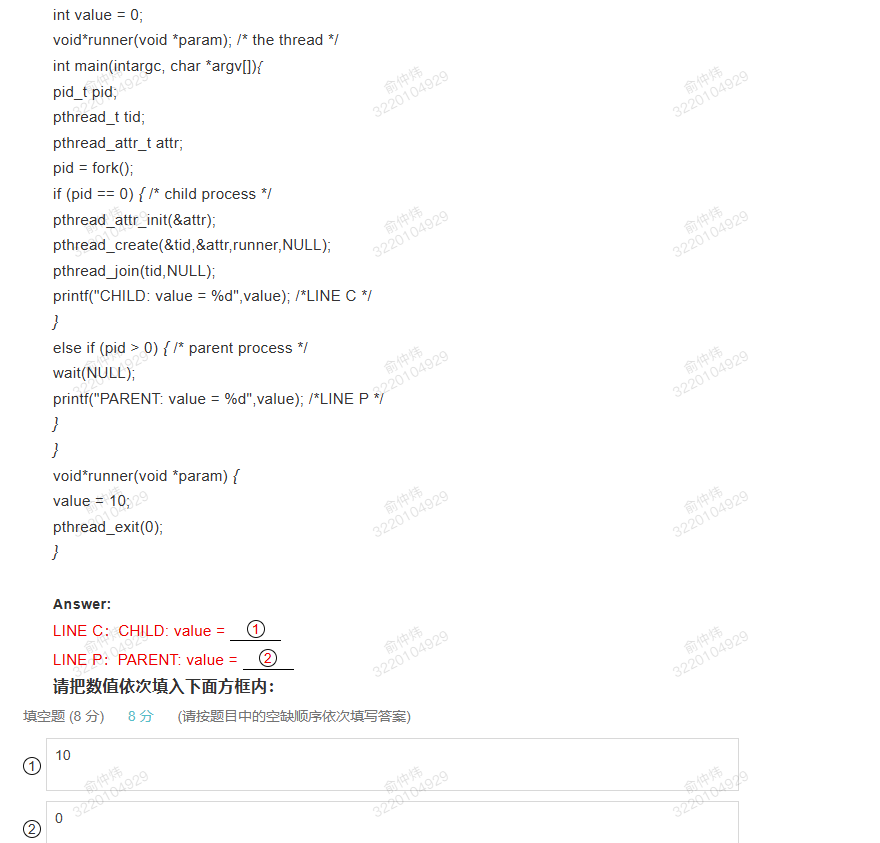 int value = 0;
void*runner(void *param); /* the thread */
int main(intargc, char *argv[]){
pid_t pid;
pthread_t tid;
pthread_attr_t attr;
pid = fork();
if (pid == 0) { /* child process */
pthread_attr_init(&attr);
pthread_create(&tid,&attr,runner,NULL);
pthread_join(tid,NULL);
printf("CHILD: value = %d",value); /*LINE C */
}
else if (pid > 0) { /* parent process */
wait(NULL);
printf("PARENT: value = %d",value); /*LINE P */
}
}
void*runner(void *param) {
value = 10;
pthread_exit(0);
}
Answer:
LINE C：CHILD: value = ①
LINE P：PARENT: value = ②
请把数值依次填入下面方框内：
填空题 (8 分) 8 分 (请按题目中的空缺顺序依次填写答案)
① 10
② 0
俞仲炜
3220104929